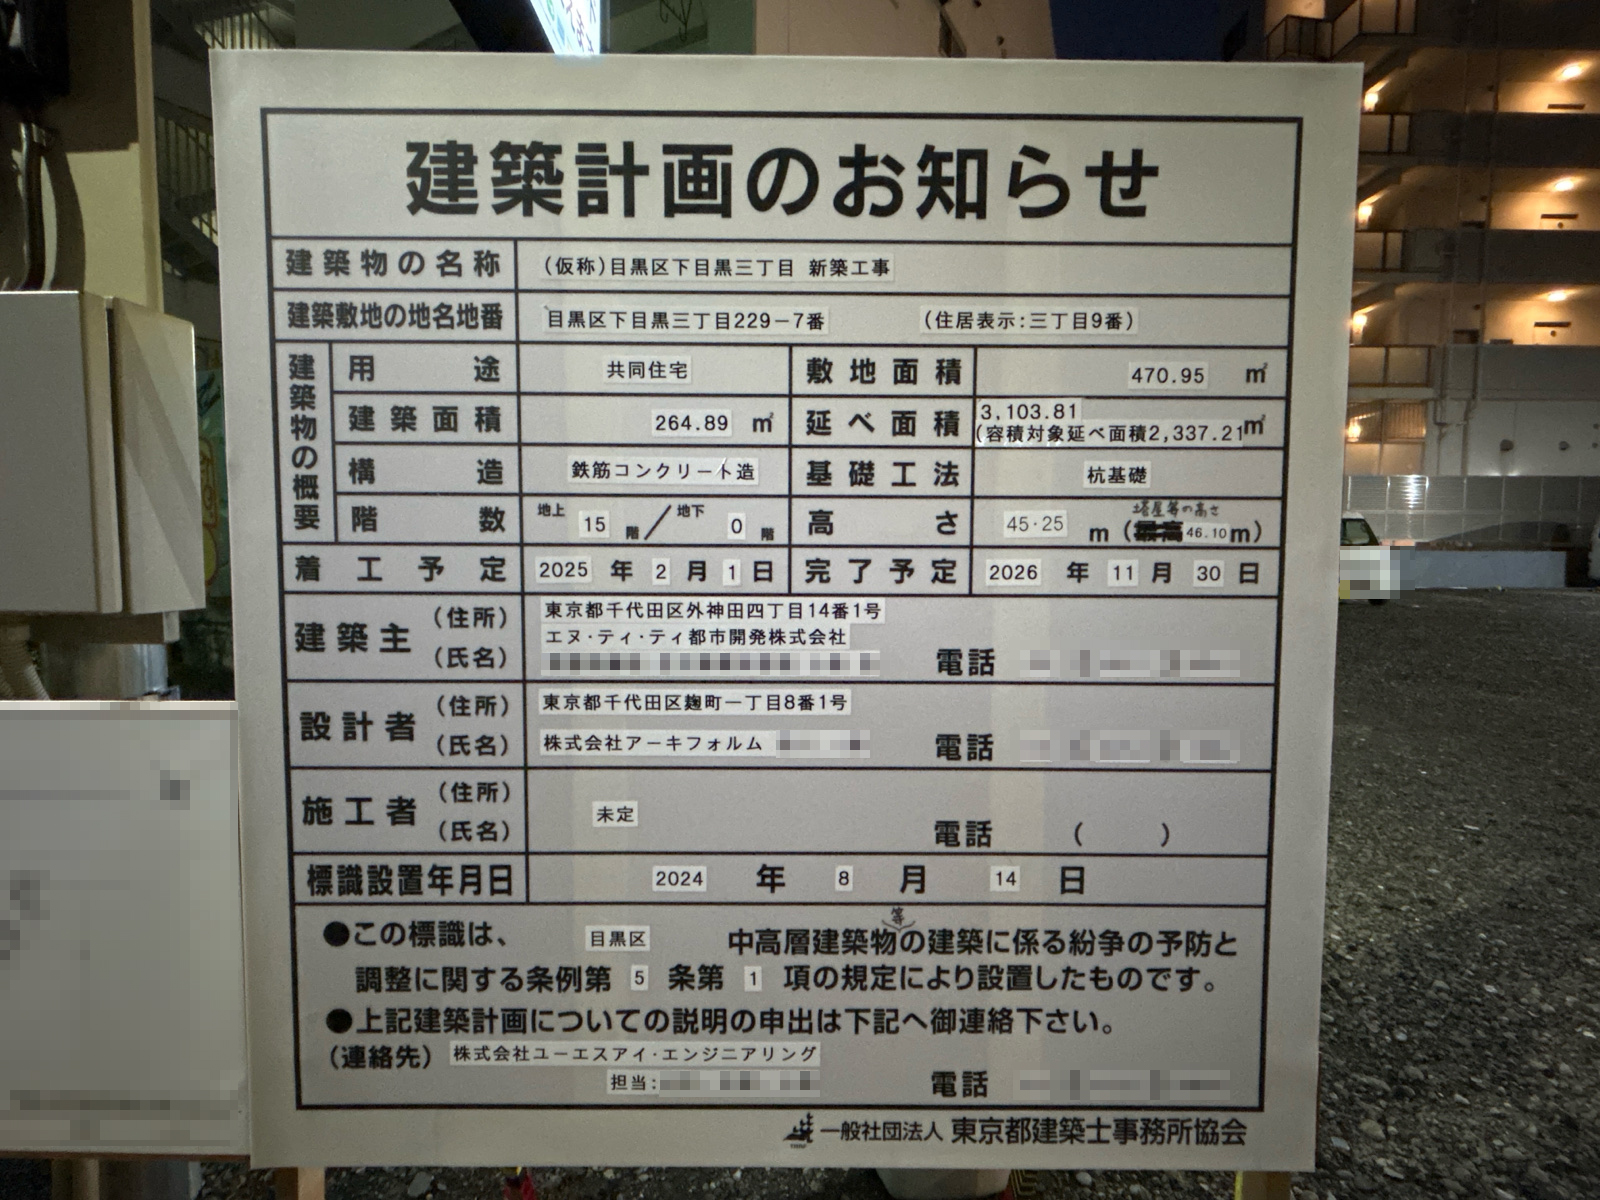 建築計画のお知らせ
建築物の名称 (仮称)目黒区下目黒三丁目 新築工事
建築敷地の地名地番 目黒区下目黒三丁目229-7番 (住居表示:三丁目9番)
建築物の概要
用途 共同住宅 敷地面積 470.95 ㎡
建築面積 264.89 ㎡ 延べ面積 3,103.81
(容積対象延べ面積2,337.21㎡
構造 鉄筋コンクリート造 基礎工法 杭基礎
階数 地上 15 階/地下 0 階 高さ 45・25 m (最高 46.10 m)
塔屋等の高さ
着工予定 2025 年 2 月 1 日 完了予定 2026 年 11 月 30 日
建築主 (住所) 東京都千代田区外神田四丁目14番1号
(氏名) エヌ・ティ・ティ都市開発株式会社
電話
設計者 (住所) 東京都千代田区麹町一丁目8番1号
(氏名) 株式会社アーキフォルム 電話
施工者 (住所)
(氏名) 未定 電話 ( )
標識設置年月日 2024 年 8 月 14 日
●この標識は、 目黒区 中高層建築物等の建築に係る紛争の予防と
調整に関する条例第 5 条第 1 項の規定により設置したものです。
●上記建築計画についての説明の申出は下記へ御連絡下さい。
(連絡先) 株式会社ユーエスアイ・エンジニアリング
担当: 電話
一般社団法人 東京都建築士事務所協会